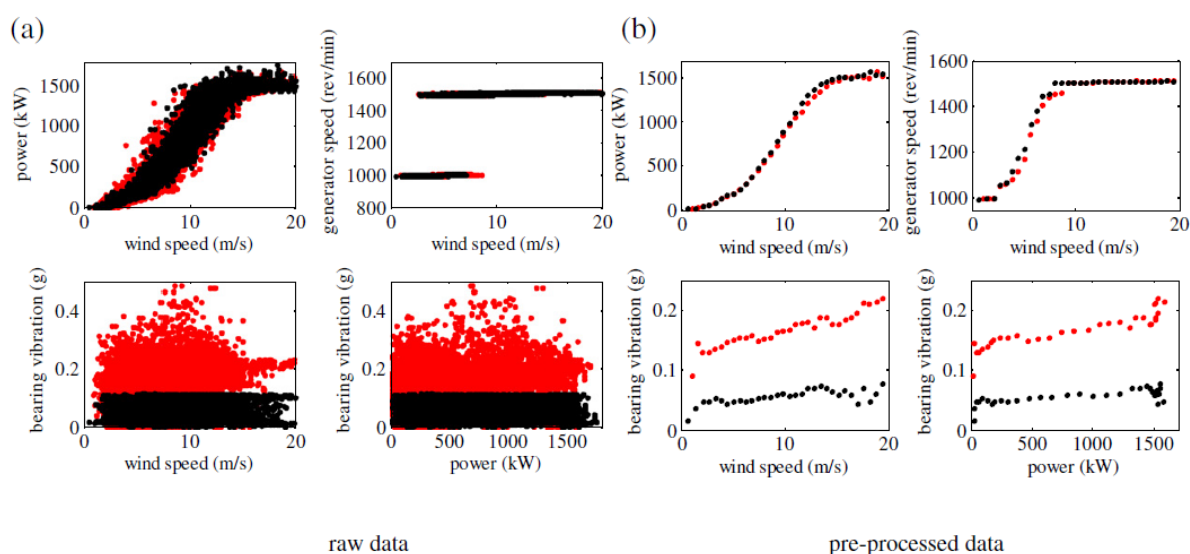 (a)
(b)
power (kW)
1500
1000
500
0
0
10
20
wind speed (m/s)
generator speed (rev/min)
1600
1400
1200
1000
800
0
10
20
wind speed (m/s)
power (kW)
1500
1000
500
0
0
10
20
wind speed (m/s)
generator speed (rev/min)
1600
1400
1200
1000
0
10
20
wind speed (m/s)
bearing vibration (g)
0.4
0.2
0
0
10
20
wind speed (m/s)
bearing vibration (g)
0.4
0.2
0
0
500
1000
1500
power (kW)
bearing vibration (g)
0.2
0.1
0
0
10
20
wind speed (m/s)
bearing vibration (g)
0.2
0.1
0
0
500
1000
1500
power (kW)
raw data
pre-processed data